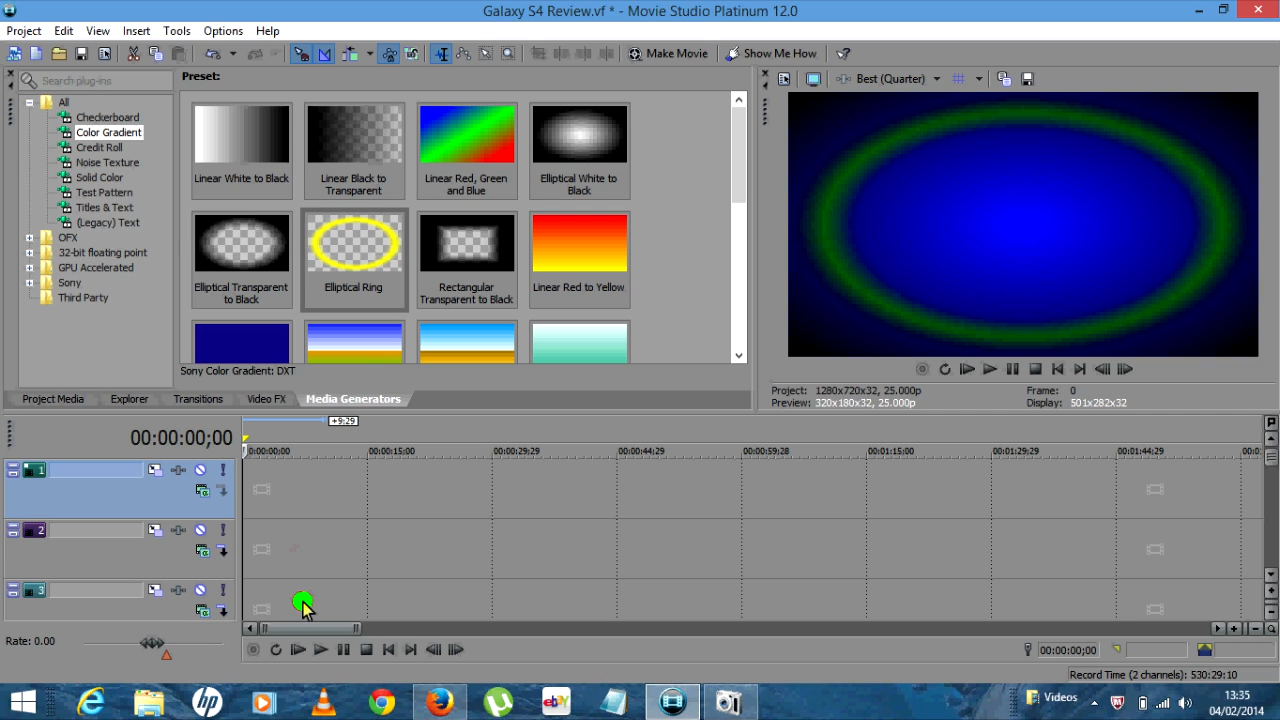 Galaxy S4 Review.vf * - Movie Studio Platinum 12.0
Project Edit View Insert Tools Options Help
Make Movie Show Me How
Search plug-ins
All
Checkerboard
Color Gradient
Credit Roll
Noise Texture
Solid Color
Test Pattern
Titles & Text
(Legacy) Text
OFX
32-bit floating point
GPU Accelerated
Sony
Third Party
Preset:
Linear White to Black
Linear Black to
Transparent
Linear Red, Green
and Blue
Elliptical White to
Black
Elliptical Transparent
to Black
Elliptical Ring
Rectangular
Transparent to Black
Linear Red to Yellow
Sony Color Gradient: DXT
Project Media Explorer Transitions Video FX Media Generators
Best (Quarter)
Project: 1280x720x32, 25.000p Frame: 0
Preview: 320x180x32, 25.000p Display: 501x282x32
00:00:00;00
+9:29
0:00:00;00 00:00:15;00 00:00:29;29 00:00:44;29 00:00:59;28 00:01:15;00 00:01:29;29 00:01:44;29 00:0
1
2
3
Rate: 0.00
00:00:00;00
Record Time (2 channels): 530:29:10
hp
ebay
Videos
13:35
04/02/2014